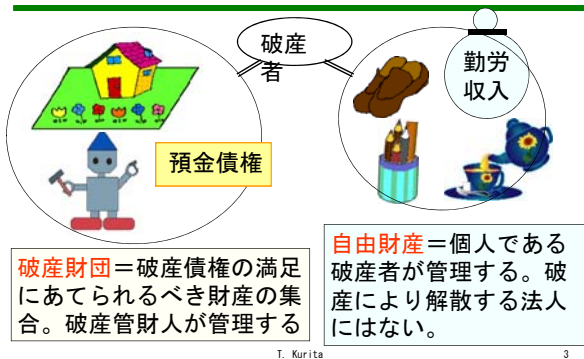 破産
者
勤労
収入
預金債権
破産財団＝破産債権の満足
にあてられるべき財産の集
合。破産管財人が管理する
自由財産＝個人である
破産者が管理する。破
産により解散する法人
にはない。
T. Kurita
3